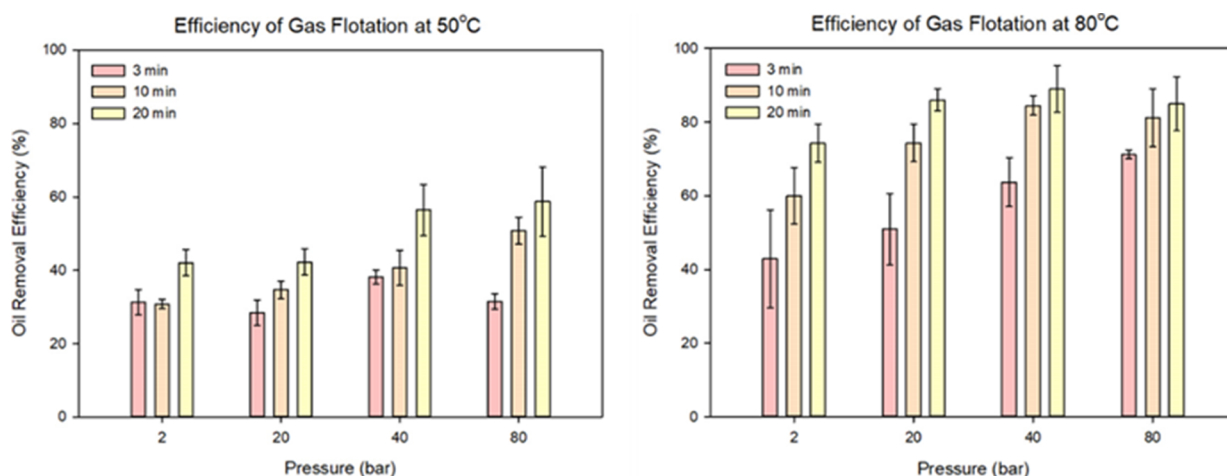 Efficiency of Gas Flotation at 50°C
100
80
60
40
20
0
Oil Removal Efficiency (%)
3 min
10 min
20 min
2 20 40 80
Pressure (bar)
Efficiency of Gas Flotation at 80°C
100
80
60
40
20
0
Oil Removal Efficiency (%)
3 min
10 min
20 min
2 20 40 80
Pressure (bar)